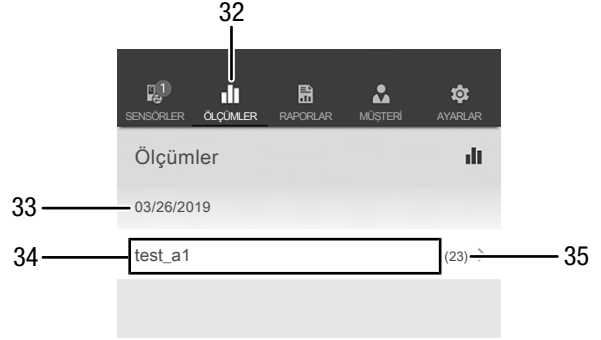 32
1
SENSÖRLER ÖLÇÜMLER RAPORLAR MÜŞTERİ AYARLAR
Ölçümler
33 03/26/2019
34 test_a1 (23) 35